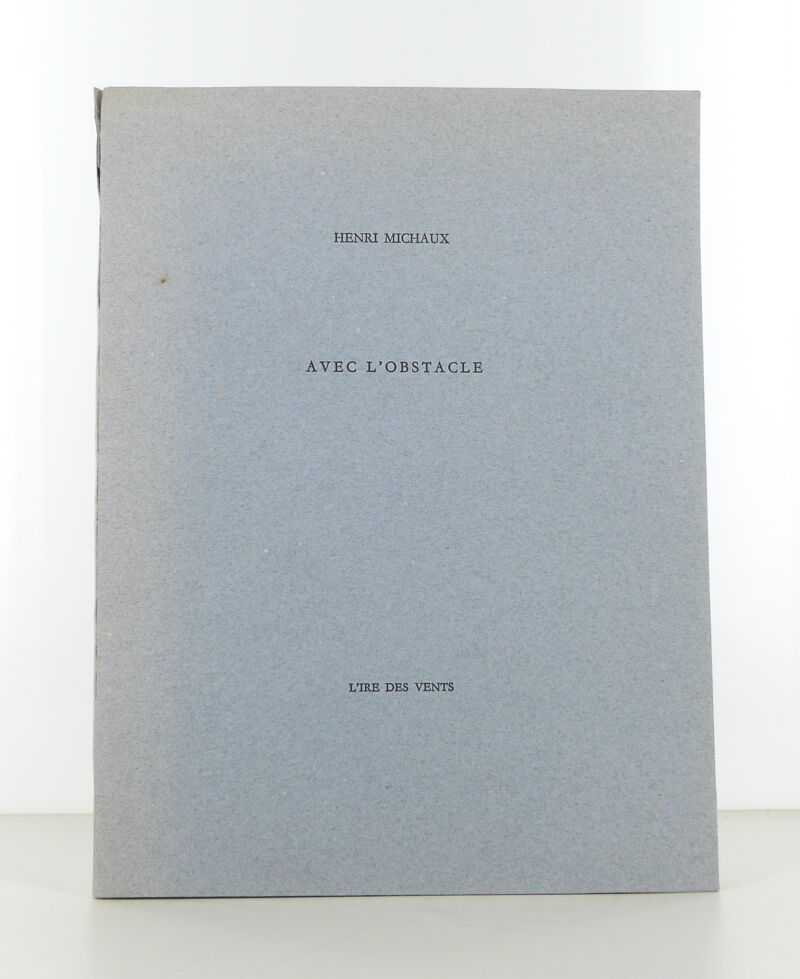 HENRI MICHAUX
AVEC L'OBSTACLE
L'IRE DES VENTS